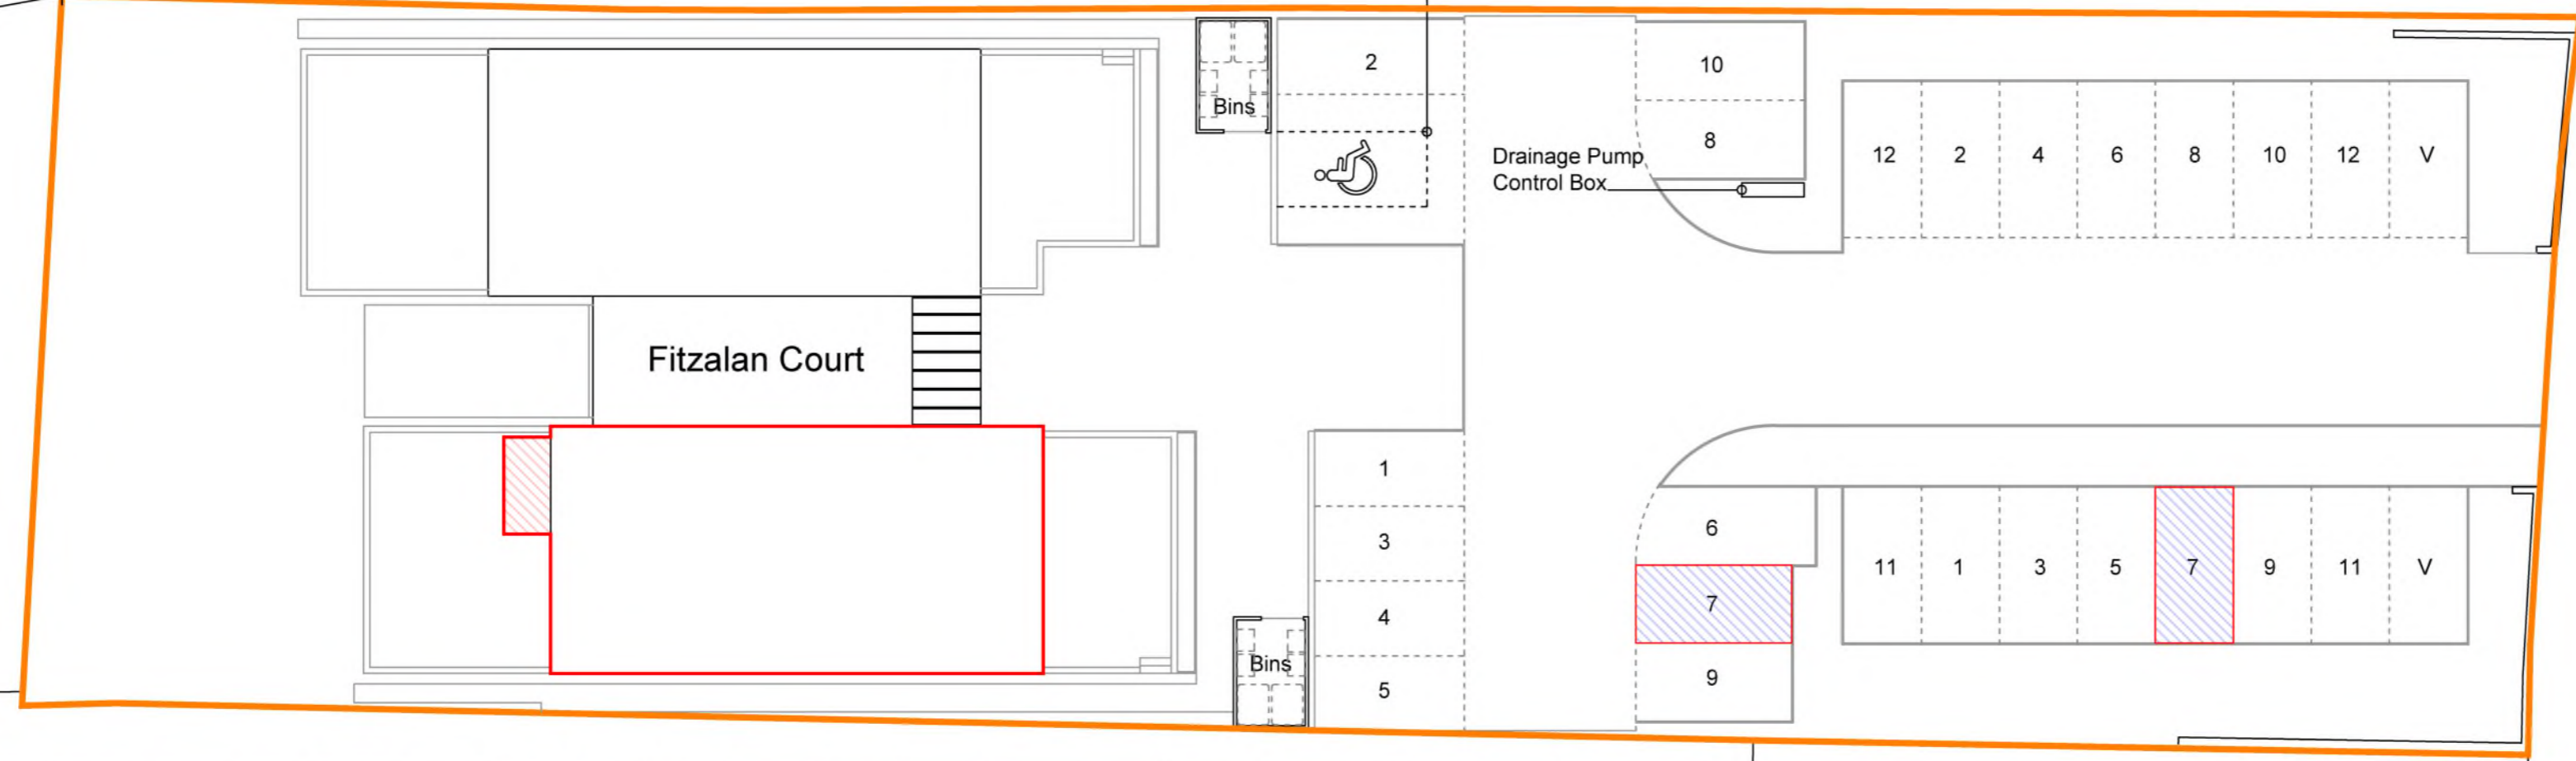 Bins
2
10
8
Drainage Pump
Control Box
12 2 4 6 8 10 12 V
Fitzalan Court
1
3
4
5
Bins
6
7
9
11 1 3 5 7 9 11 V